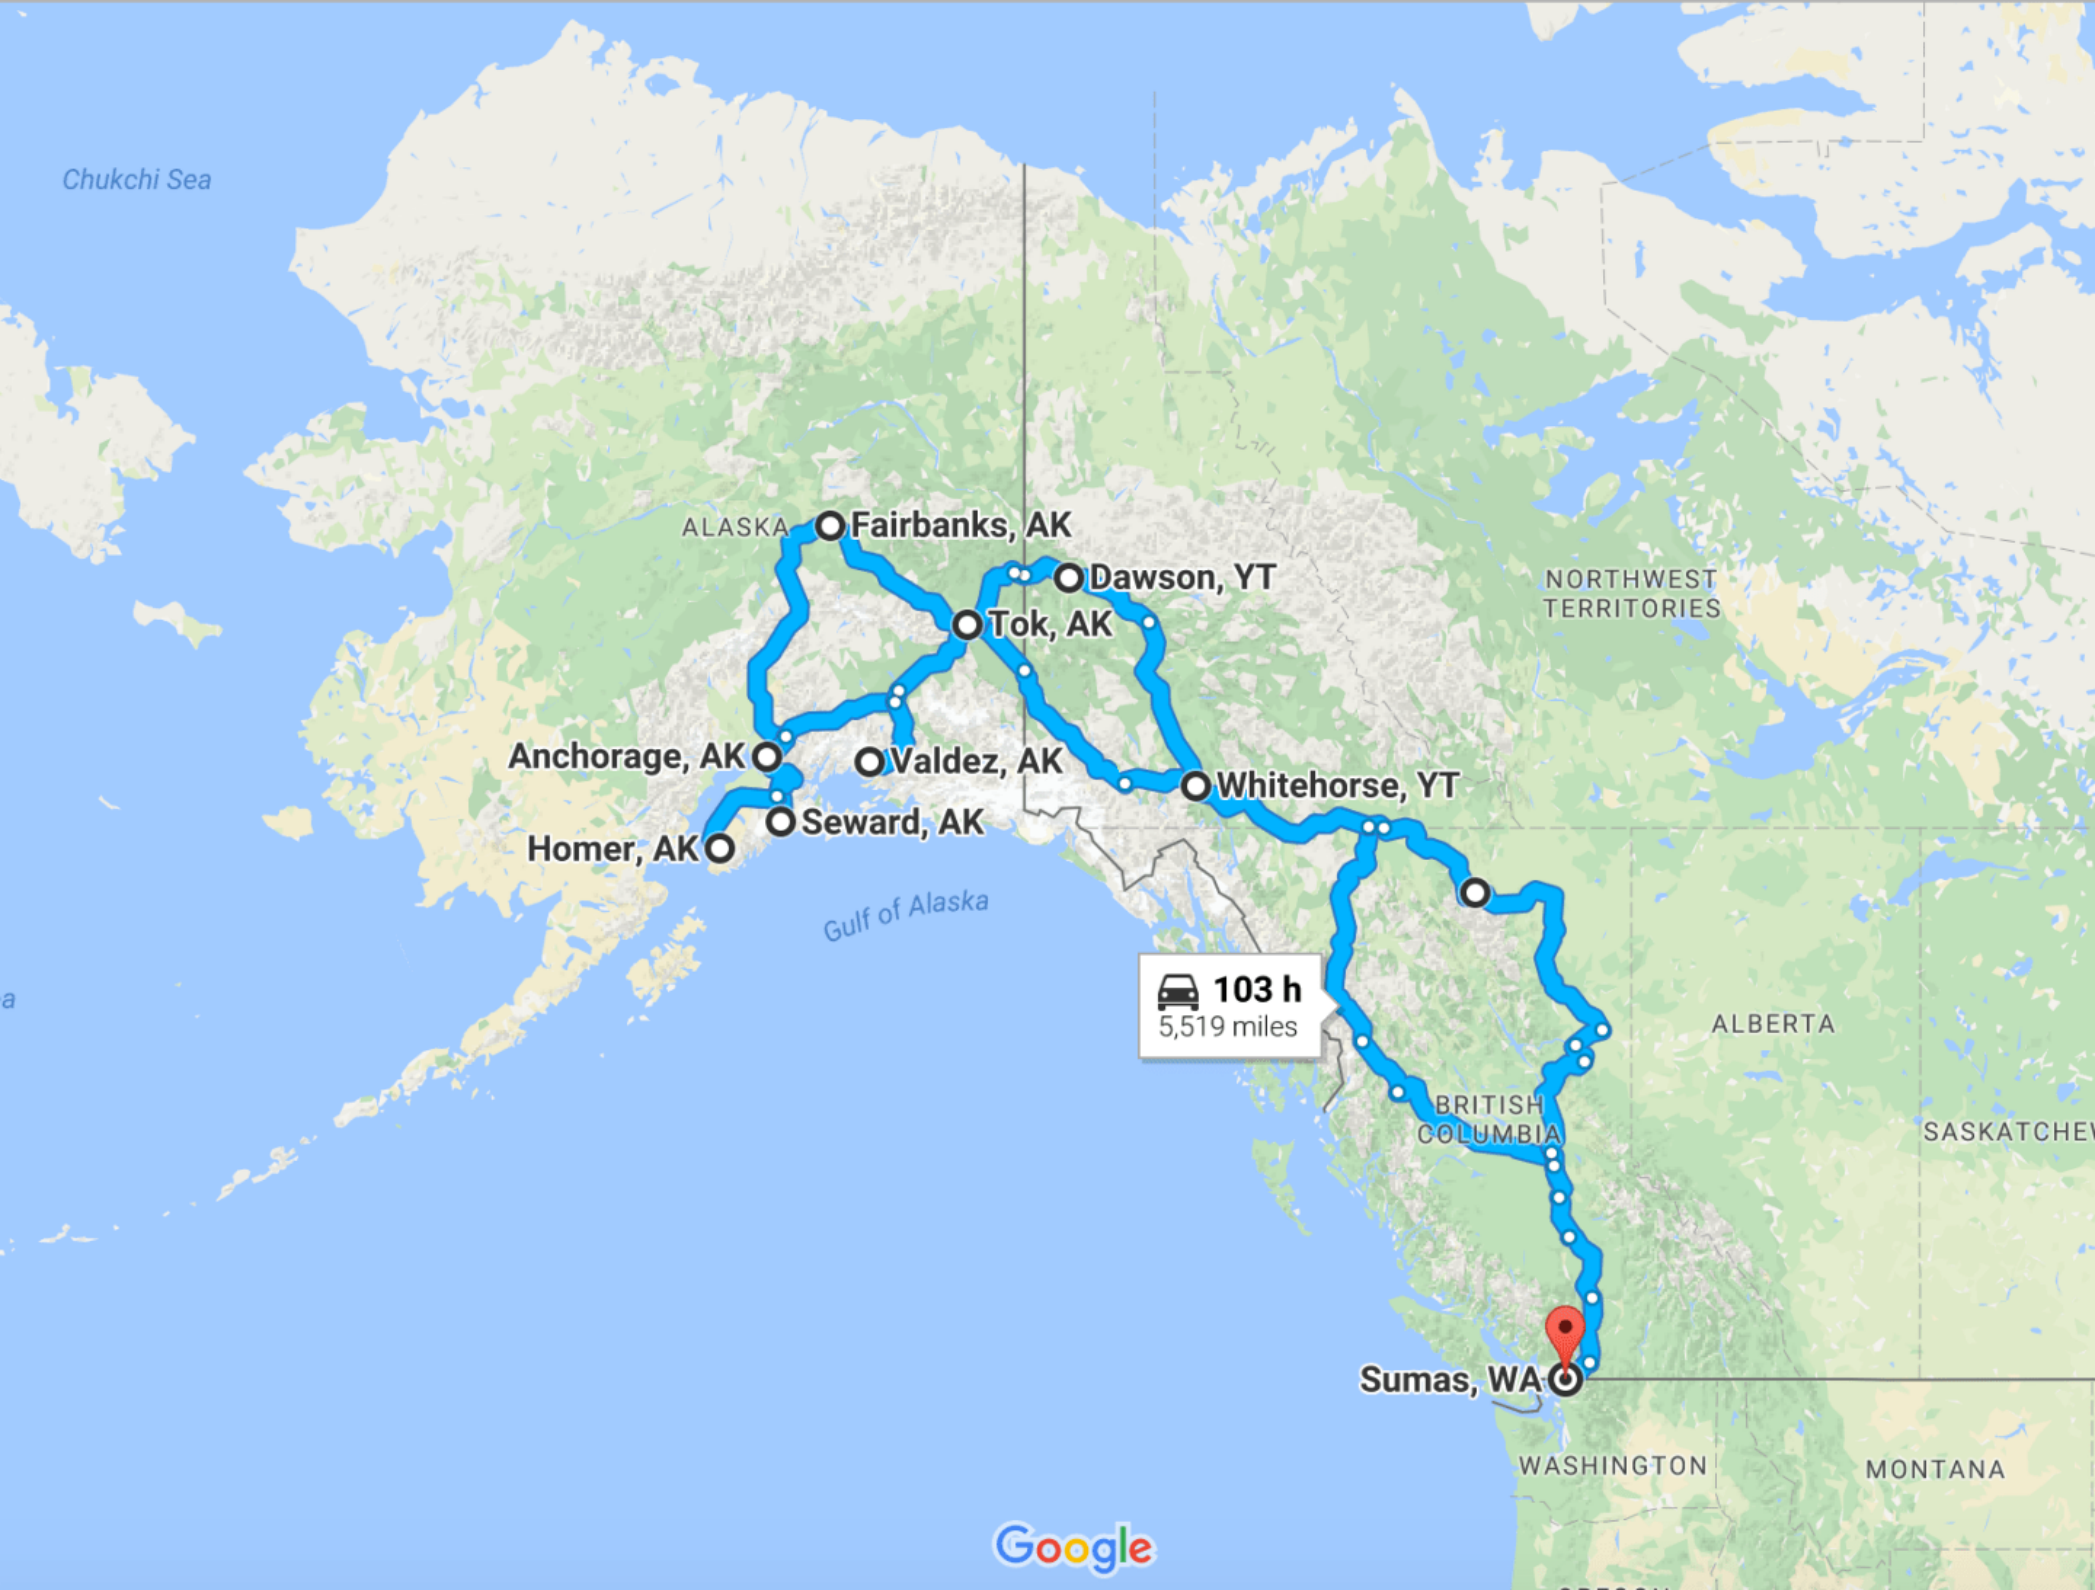 Chukchi Sea
ALASKA
Fairbanks, AK
Dawson, YT
NORTHWEST
TERRITORIES
Tok, AK
Anchorage, AK
Valdez, AK
Whitehorse, YT
Seward, AK
Homer, AK
Gulf of Alaska
103 h
5,519 miles
a
ALBERTA
BRITISH
COLUMBIA
SASKATCHE
Sumas, WA
WASHINGTON
MONTANA
Google